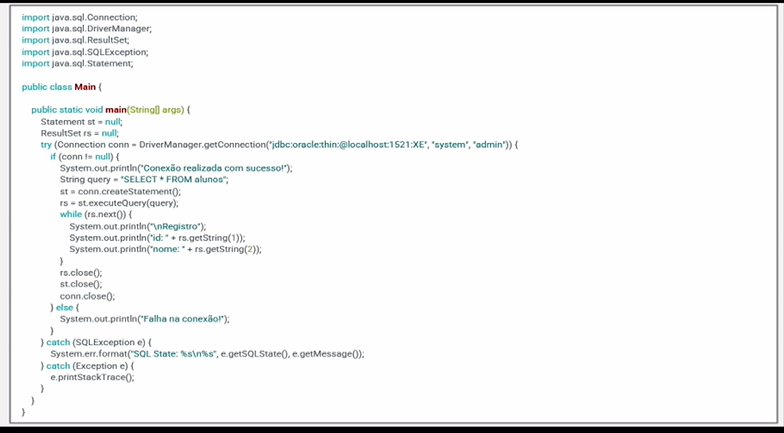 import java.sql.Connection;
import java.sql.DriverManager;
import java.sql.ResultSet;
import java.sql.SQLException;
import java.sql.Statement;
public class Main {
public static void main(String[] args) {
Statement st = null;
ResultSet rs = null;
try (Connection conn = DriverManager.getConnection("jdbc:oracle:thin:@localhost:1521:XE", "system", "admin")) {
if (conn != null) {
System.out.println("Conexão realizada com sucesso!");
String query = "SELECT * FROM alunos";
st = conn.createStatement();
rs = st.executeQuery(query);
while (rs.next()) {
System.out.println("\nRegistro");
System.out.println("id: " + rs.getString(1));
System.out.println("nome: " + rs.getString(2));
}
rs.close();
st.close();
conn.close();
} else {
System.out.println("Falha na conexão!");
}
} catch (SQLException e) {
System.err.format("SQL State: %s\n%s", e.getSQLState(), e.getMessage());
} catch (Exception e) {
e.printStackTrace();
}
}
}